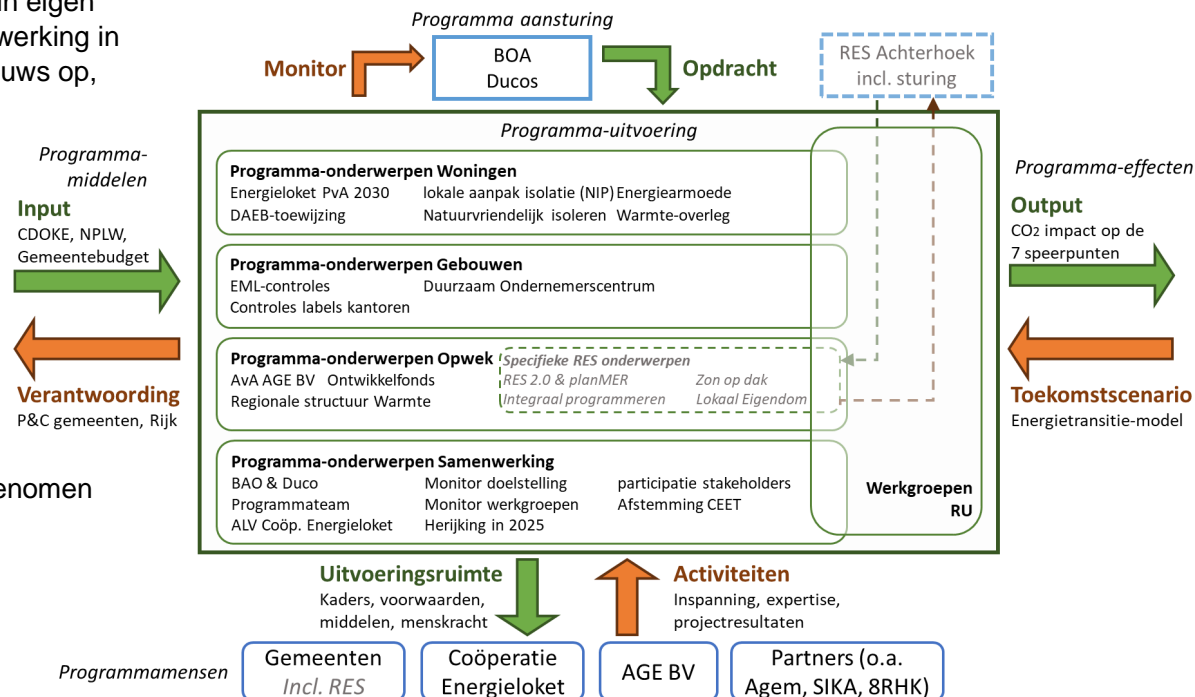 in eigen
werking in
uws op,
enomen
Programma aansturing
BOA
Ducos
Monitor
Opdracht
RES Achterhoek
incl. sturing
Programma-uitvoering
Programma-
middelen
Input
CDOKE, NPLW,
Gemeentebudget
Verantwoording
P&C gemeenten, Rijk
Programma-onderwerpen Woningen
Energieloket PvA 2030 lokale aanpak isolatie (NIP) Energiearmoede
DAEB-toewijzing Natuurvriendelijk isoleren Warmte-overleg
Programma-onderwerpen Gebouwen
EML-controles Duurzaam Ondernemerscentrum
Controles labels kantoren
Programma-onderwerpen Opwek
AvA AGE BV Ontwikkelfonds
Regionale structuur Warmte
Specifieke RES onderwerpen
RES 2.0 & planMER Zon op dak
Integraal programmeren Lokaal Eigendom
Programma-onderwerpen Samenwerking
BAO & Duco Monitor doelstelling participatie stakeholders
Programmateam Monitor werkgroepen Afstemming CEET
ALV Coöp. Energieloket Herijking in 2025
Werkgroepen
RU
Programma-effecten
Output
CO2 impact op de
7 speerpunten
Toekomstscenario
Energietransitie-model
Uitvoeringsruimte
Kaders, voorwaarden,
middelen, menskracht
Activiteiten
Inspanning, expertise,
projectresultaten
Programmamensen
Gemeenten
Incl. RES
Coöperatie
Energieloket
AGE BV
Partners (o.a.
Agem, SIKA, 8RHK)